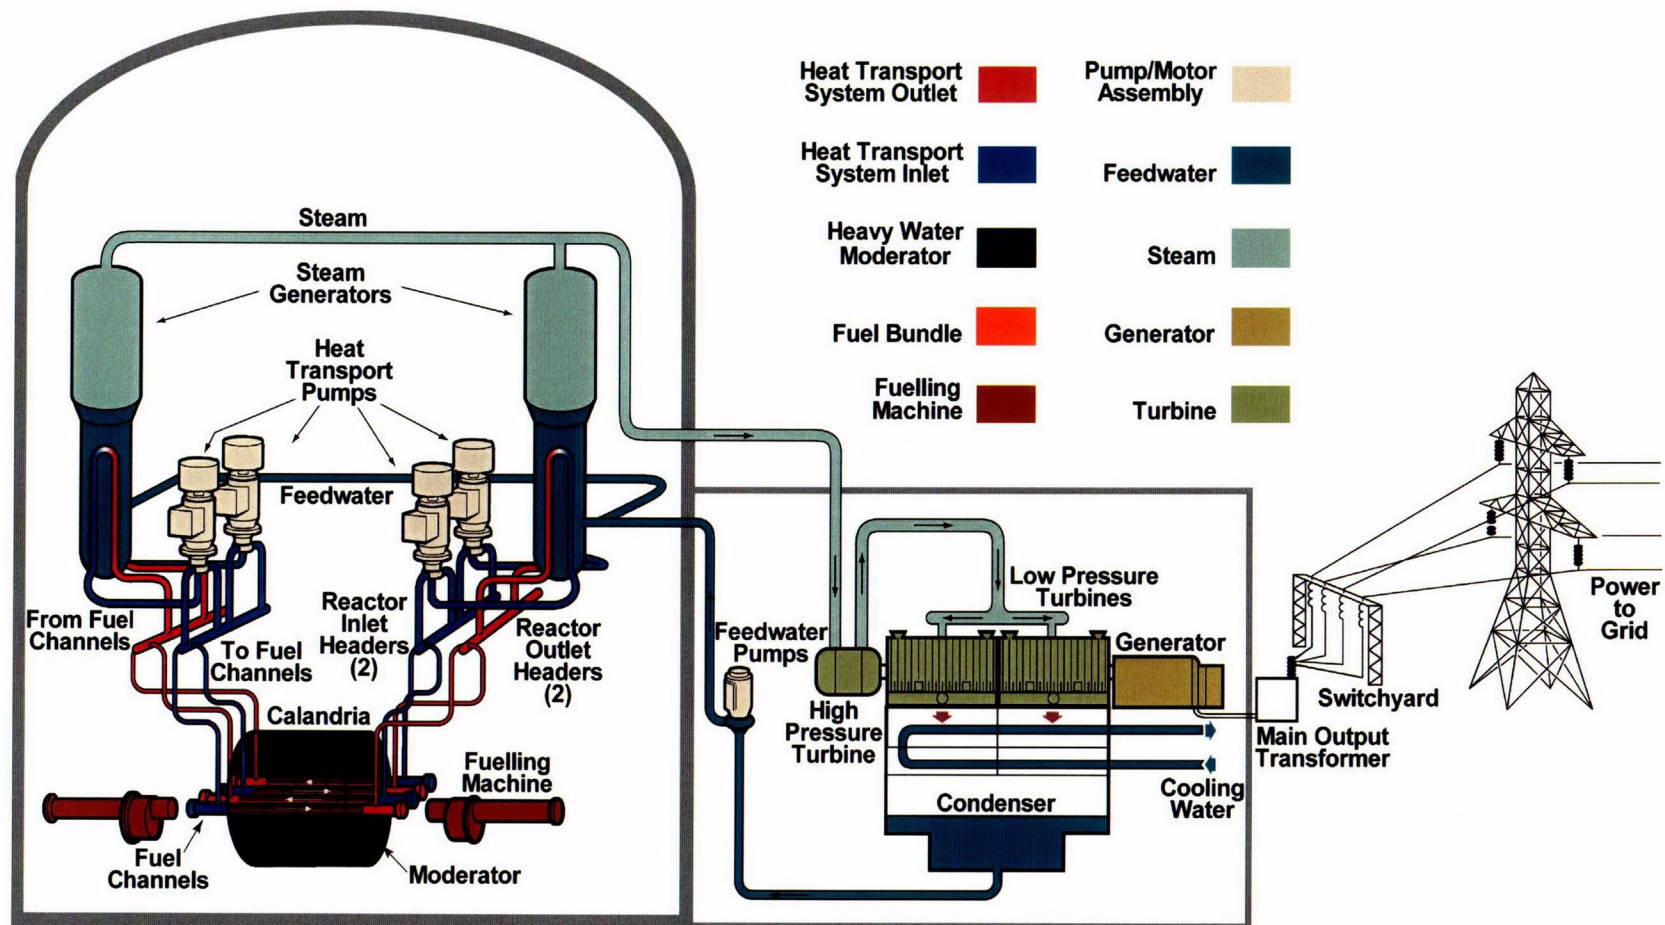 Heat Transport
System Outlet
Pump/Motor
Assembly
Heat Transport
System Inlet
Feedwater
Heavy Water
Moderator
Steam
Fuel Bundle
Generator
Fuelling
Machine
Turbine
Steam
Steam
Generators
Heat
Transport
Pumps
Feedwater
From Fuel
Channels
To Fuel
Channels
Reactor
Inlet
Headers
(2)
Reactor
Outlet
Headers
(2)
Calandria
Fuelling
Machine
Fuel
Channels
Moderator
Feedwater
Pumps
High
Pressure
Turbine
Low Pressure
Turbines
Generator
Condenser
Cooling
Water
Main Output
Transformer
Switchyard
Power
to
Grid